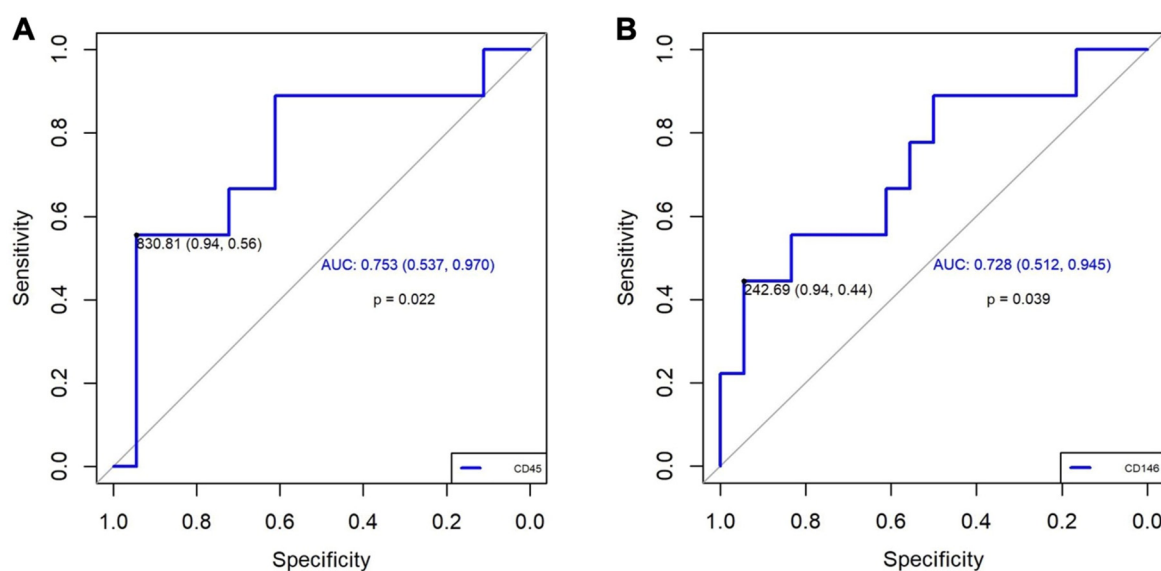 A
1.0
0.8
0.6
0.4
0.2
0.0
Sensitivity
830.81 (0.94, 0.56)
AUC: 0.753 (0.537, 0.970)
p = 0.022
CD45
1.0 0.8 0.6 0.4 0.2 0.0
Specificity
B
1.0
0.8
0.6
0.4
0.2
0.0
Sensitivity
242.69 (0.94, 0.44)
AUC: 0.728 (0.512, 0.945)
p = 0.039
CD146
1.0 0.8 0.6 0.4 0.2 0.0
Specificity